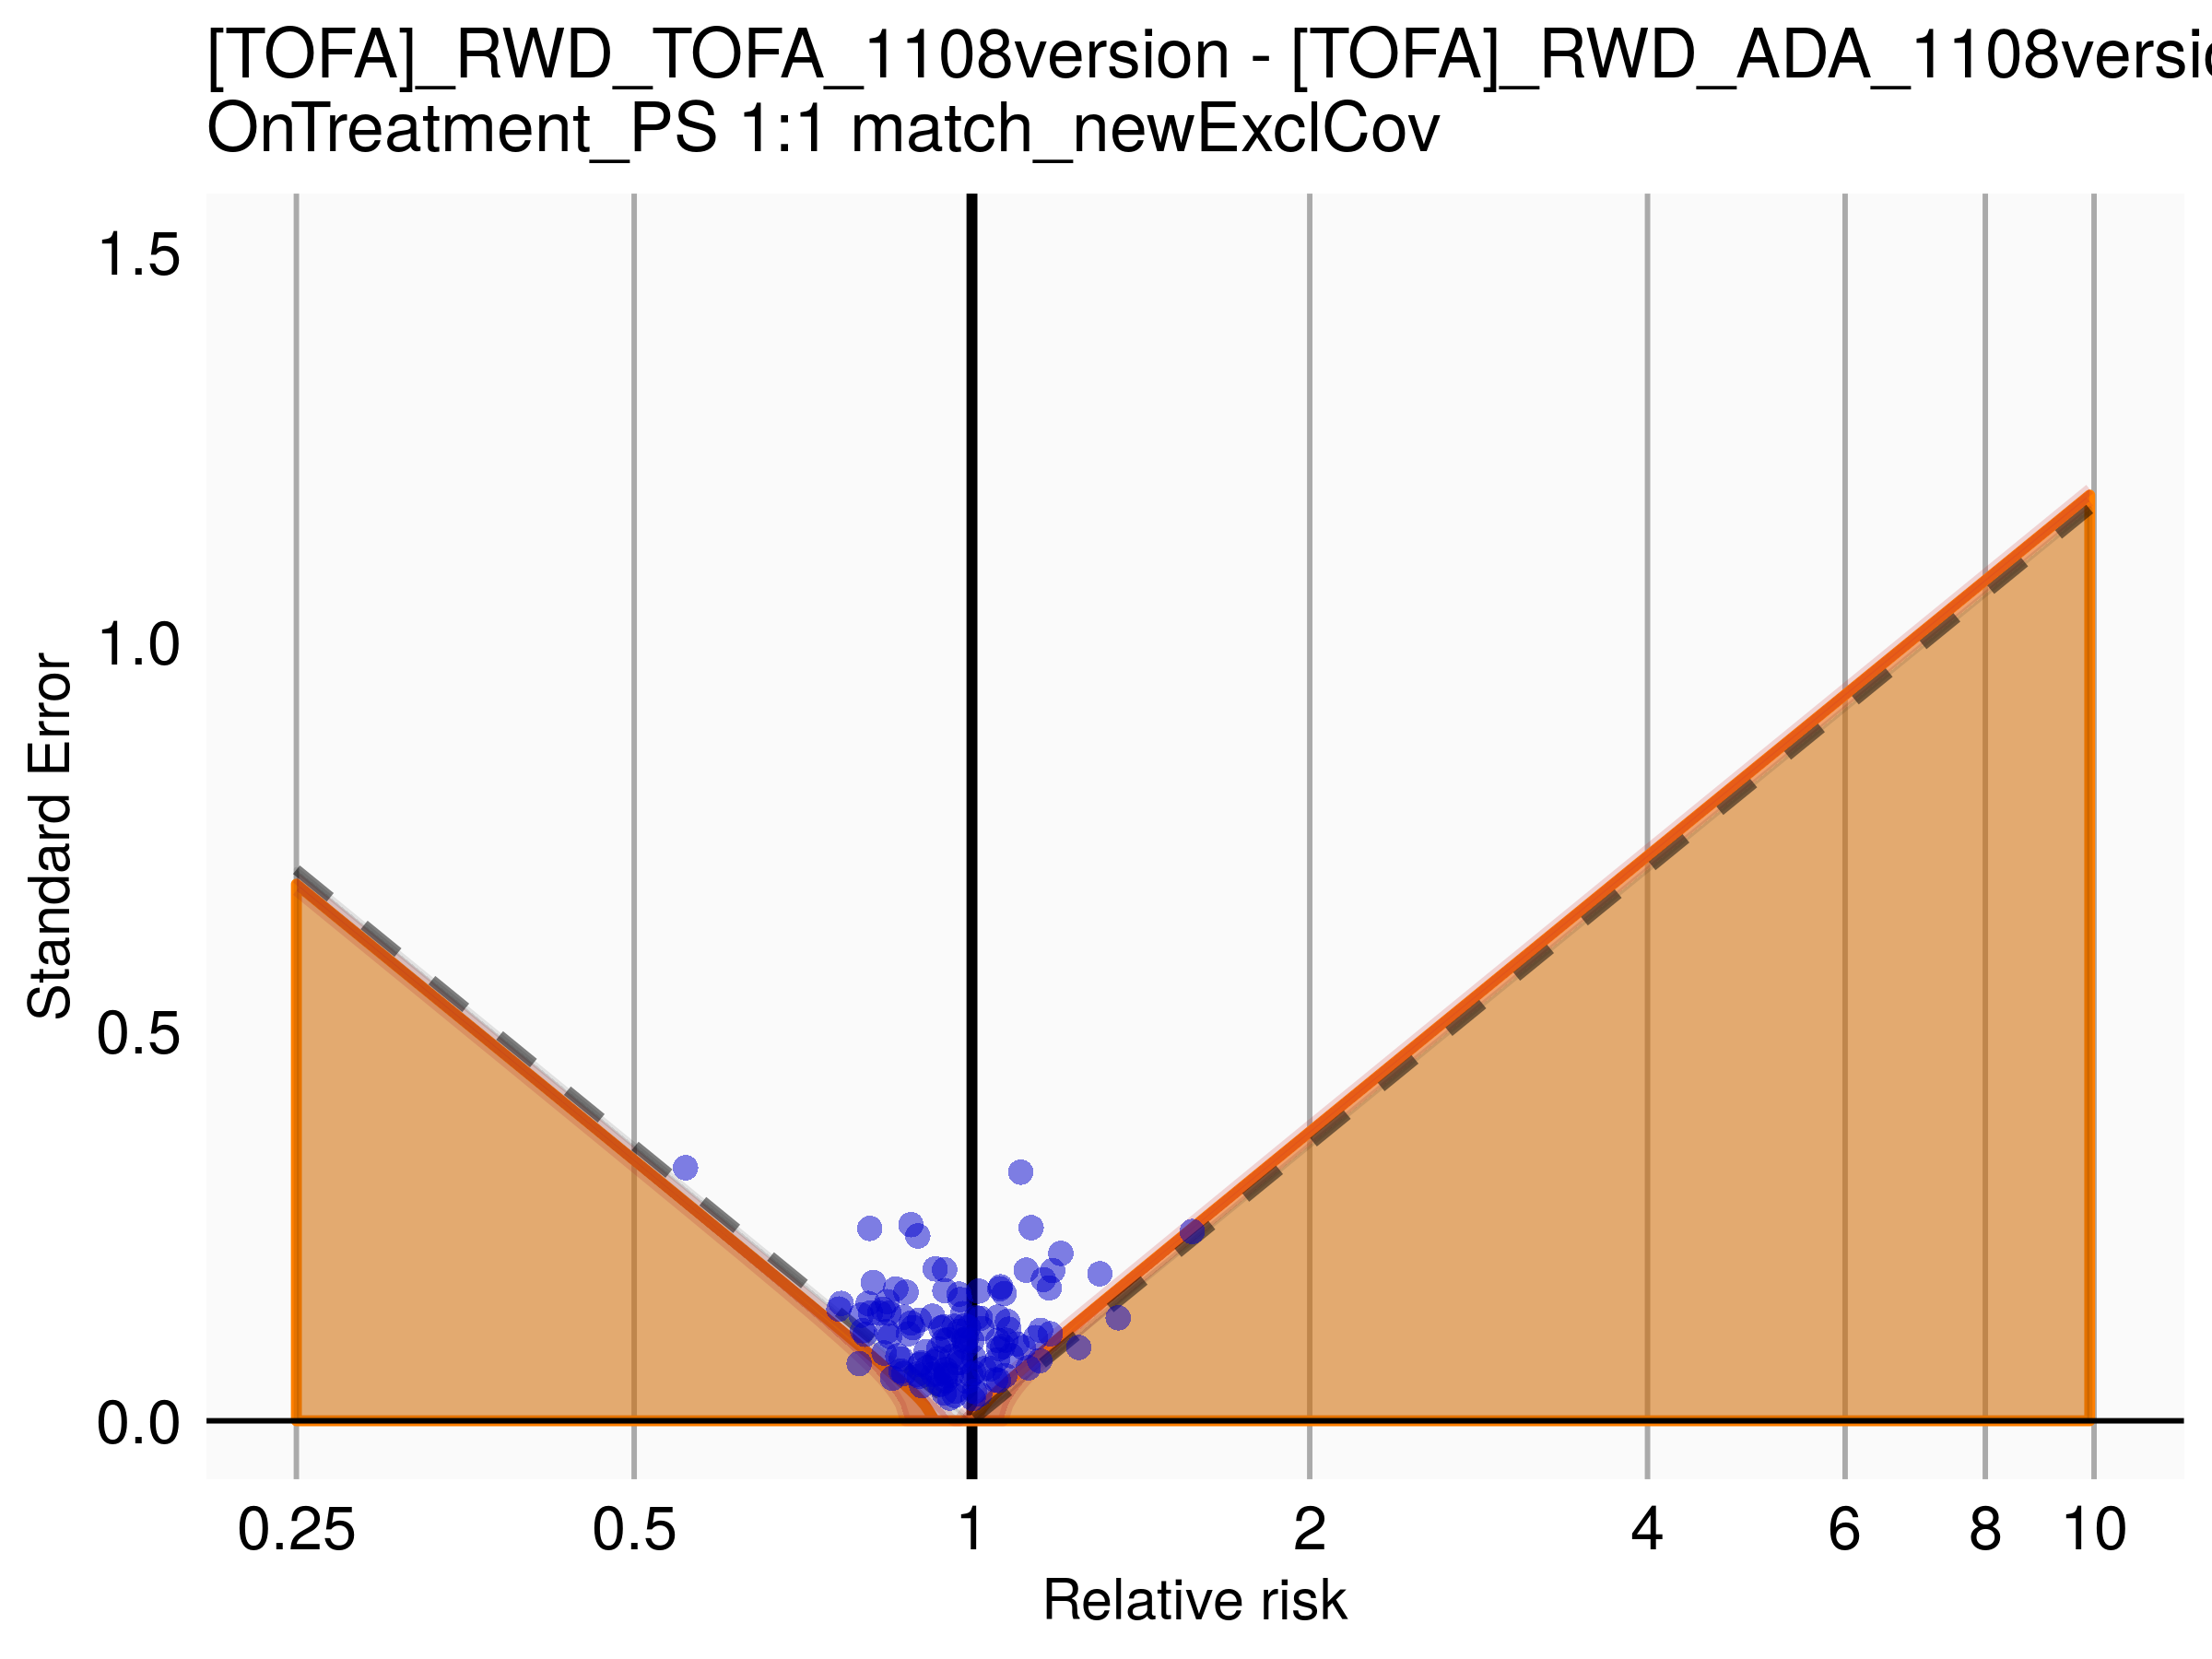 [TOFA]_RWD_TOFA_1108version - [TOFA]_RWD_ADA_1108versi
OnTreatment_PS 1:1 match_newExclCov
1.5
1.0
0.5
0.0
Standard Error
0.25 0.5 1 2 4 6 8 10
Relative risk